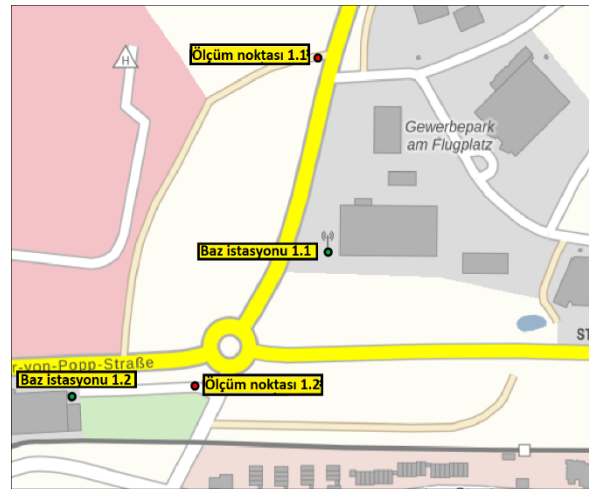 Ölçüm noktası 1.1
H
Gewerbepark
am Flugplatz
Baz istasyonu 1.1
ST
r-von-Popp-Straße
Baz istasyonu 1.2
Ölçüm noktası 1.2